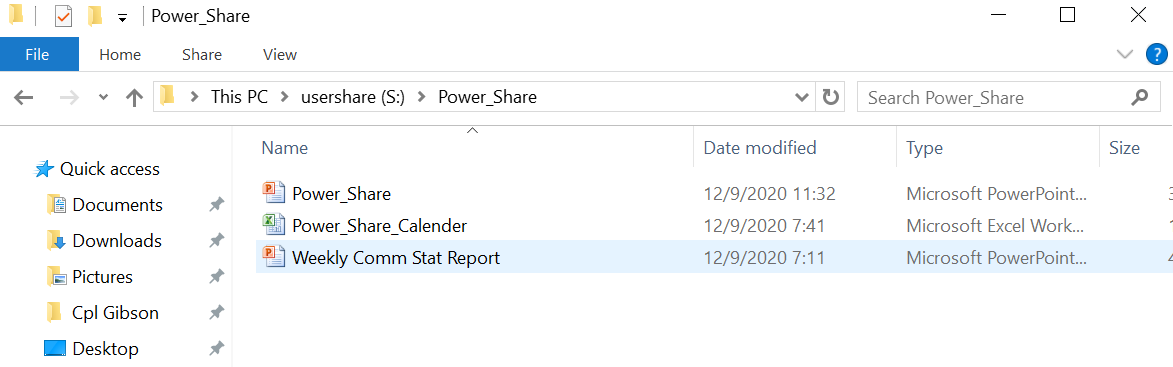 Power_Share
File Home Share View ?
This PC > usershare (S:) > Power_Share
Search Power_Share
Name Date modified Type Size
Quick access
Documents
Downloads
Pictures
Cpl Gibson
Desktop
Power_Share 12/9/2020 11:32 Microsoft PowerPoint...
Power_Share_Calender 12/9/2020 7:41 Microsoft Excel Work...
Weekly Comm Stat Report 12/9/2020 7:11 Microsoft PowerPoint...